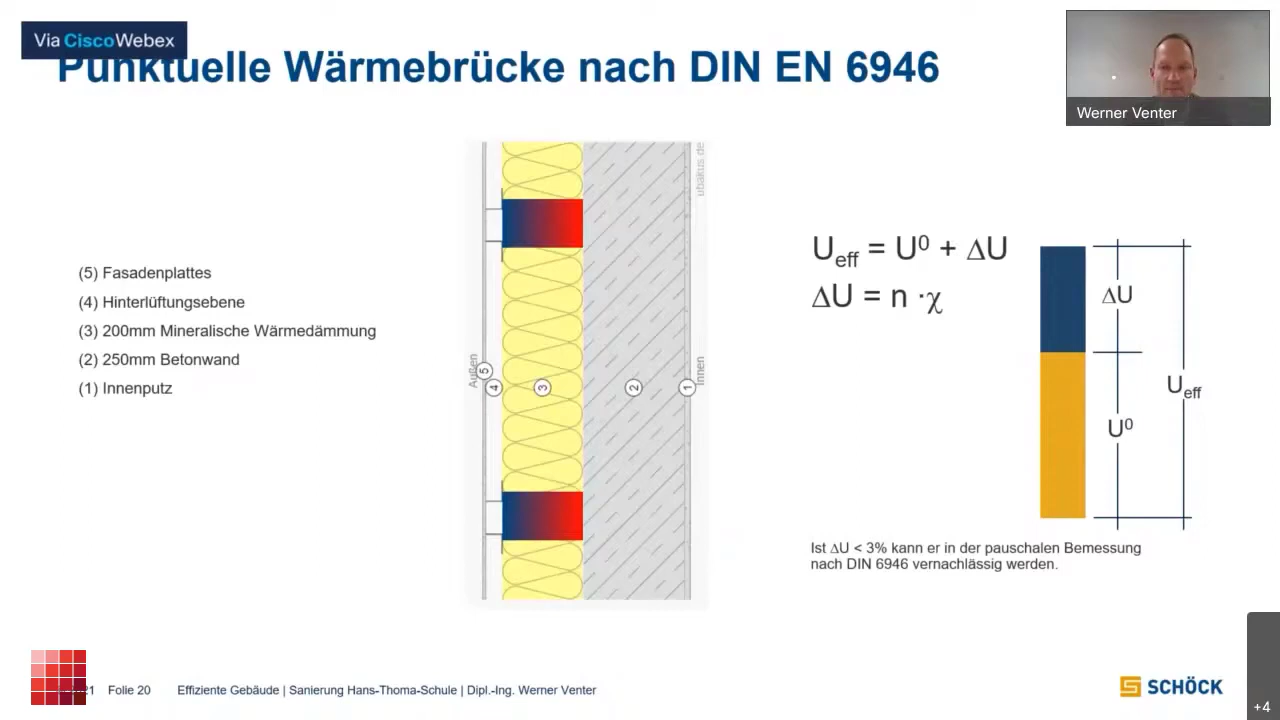 Via CiscoWebex
Punktuelle Wärmebrücke nach DIN EN 6946
Werner Venter
(5) Fasadenplattes
(4) Hinterlüftungsebene
(3) 200mm Mineralische Wärmedämmung
(2) 250mm Betonwand
(1) Innenputz
ubakus.de
Außen
Innen
5
4
3
2
1
Ueff = U⁰ + ΔU
ΔU = n ·χ
ΔU
Ueff
U⁰
Ist ΔU < 3% kann er in der pauschalen Bemessung
nach DIN 6946 vernachlässig werden.
Folie 20
Effiziente Gebäude | Sanierung Hans-Thoma-Schule | Dipl.-Ing. Werner Venter
SCHÖCK
+4